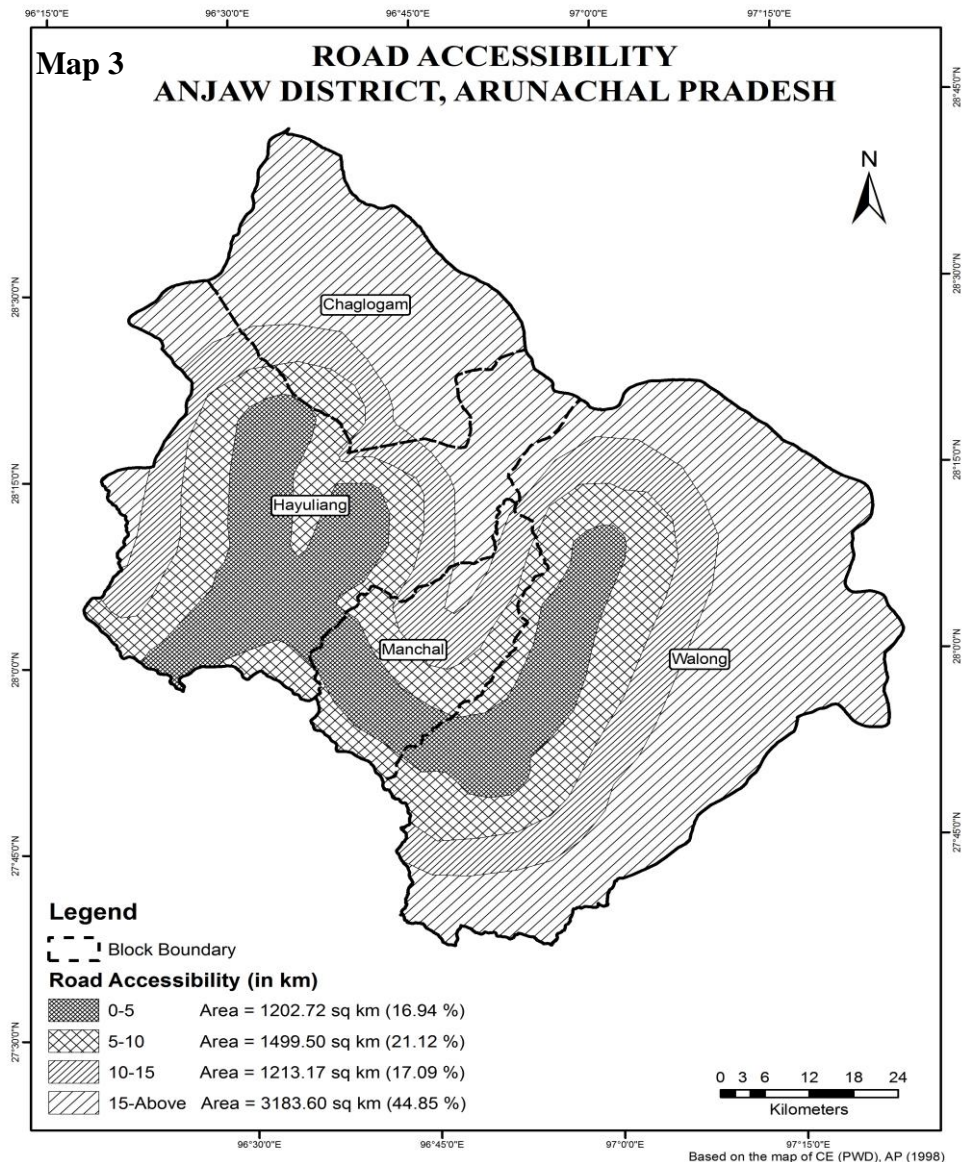 96°15'0"E 96°30'0"E 96°45'0"E 97°0'0"E 97°15'0"E
Map 3
ROAD ACCESSIBILITY
ANJAW DISTRICT, ARUNACHAL PRADESH
28°45'0"N
N
28°30'0"N
28°30'0"N
Chaglogam
28°15'0"N
28°15'0"N
Hayuliang
28°0'0"N
28°0'0"N
Manchal
Walong
27°45'0"N
27°45'0"N
27°30'0"N
Legend
Block Boundary
Road Accessibility (in km)
0-5 Area = 1202.72 sq km (16.94 %)
5-10 Area = 1499.50 sq km (21.12 %)
10-15 Area = 1213.17 sq km (17.09 %)
15-Above Area = 3183.60 sq km (44.85 %)
0 3 6 12 18 24
Kilometers
96°30'0"E 96°45'0"E 97°0'0"E 97°15'0"E
Based on the map of CE (PWD), AP (1998)